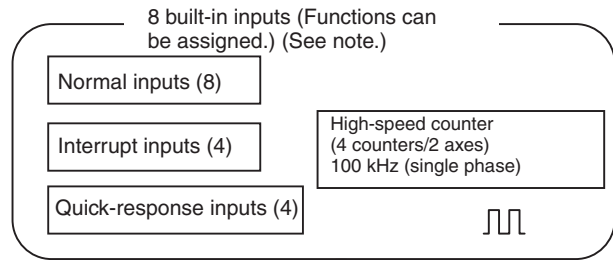 8 built-in inputs (Functions can
be assigned.) (See note.)
Normal inputs (8)
Interrupt inputs (4)
Quick-response inputs (4)
High-speed counter
(4 counters/2 axes)
100 kHz (single phase)